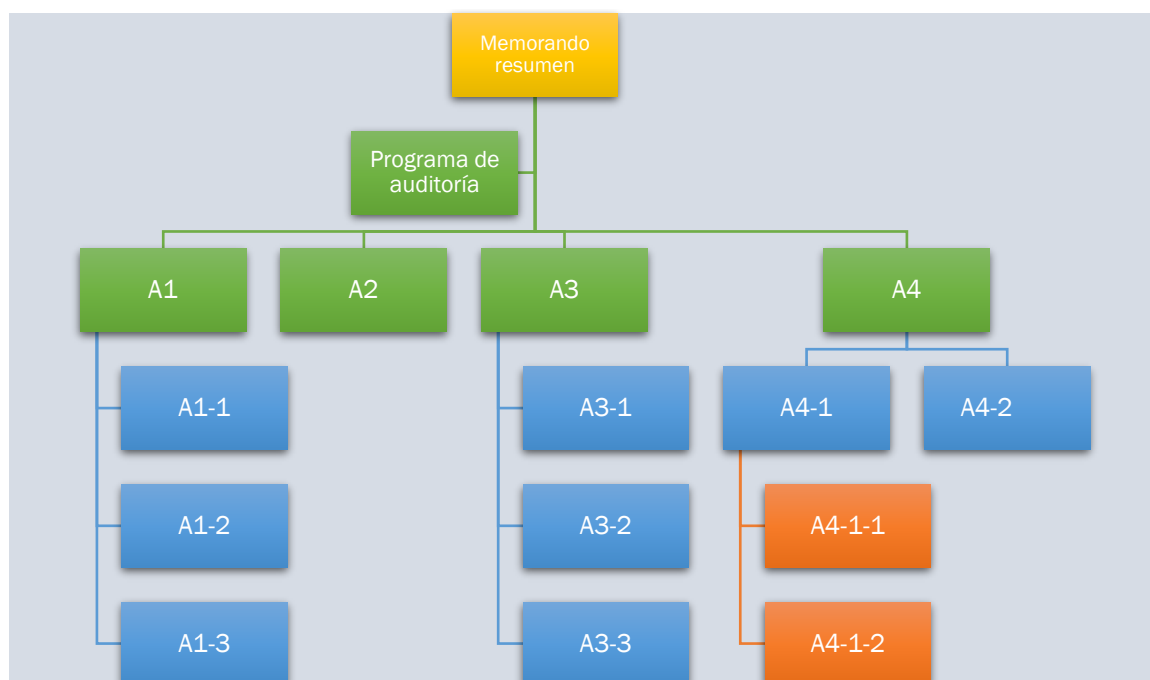 Memorando
resumen
Programa de
auditoría
A1
A2
A3
A4
A1-1
A3-1
A4-1
A4-2
A1-2
A3-2
A4-1-1
A1-3
A3-3
A4-1-2